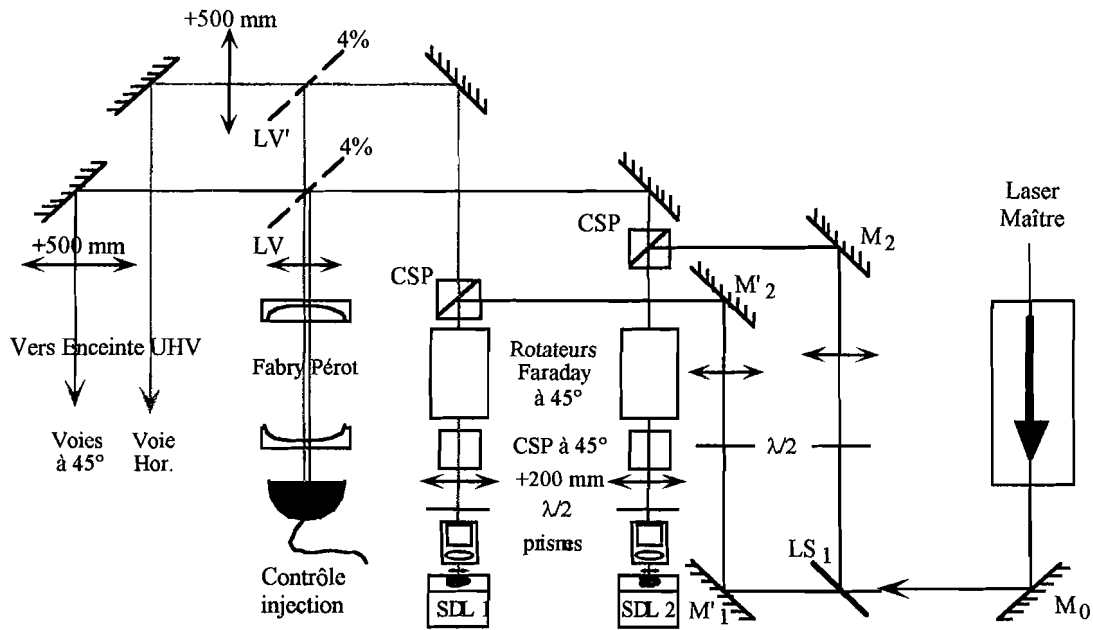 +500 mm
4%
LV'
4%
LV
+500 mm
CSP
CSP
M'₂
M₂
Laser
Maître
Vers Enceinte UHV
Fabry Pérot
Rotateurs
Faraday
à 45°
Voies
à 45°
Voie
Hor.
CSP à 45°
+200 mm
λ/2
λ/2
prismes
Contrôle
injection
SDL 1
SDL 2
M'₁
LS₁
M₀